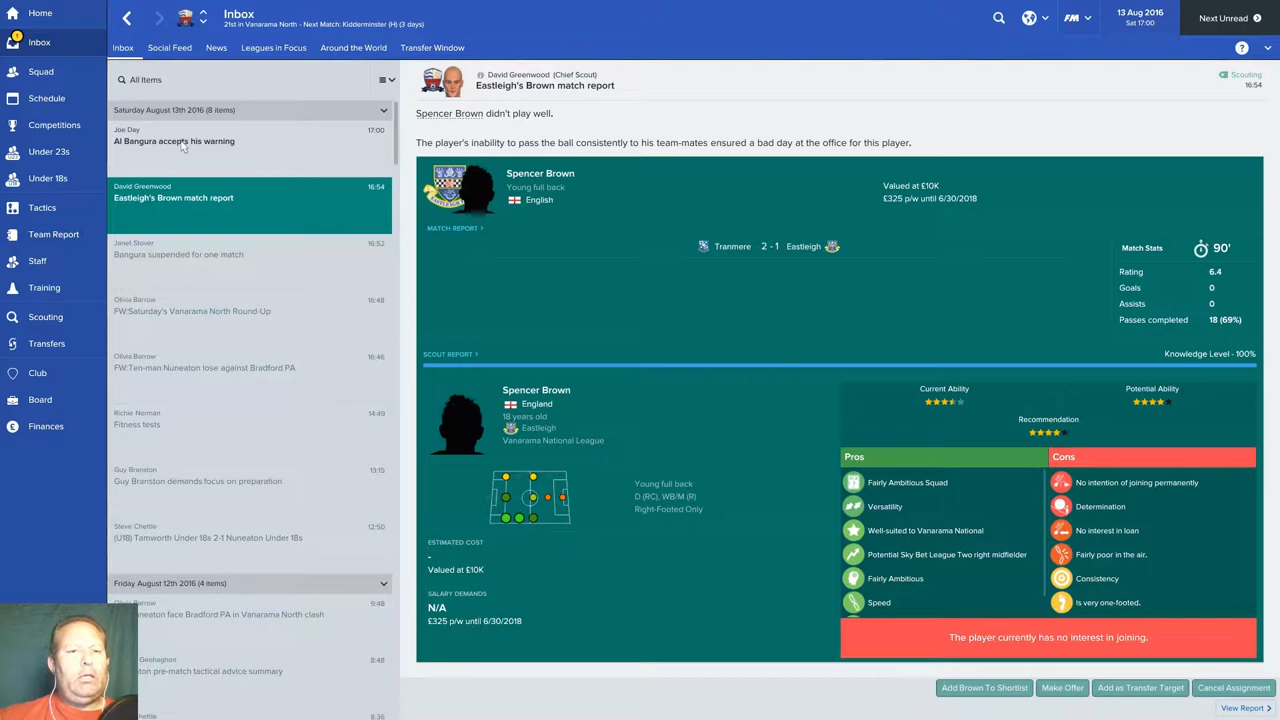 Inbox
21st in Vanarama North - Next Match: Kidderminster (H) (3 days)
FM
13 Aug 2016
Sat 17:00
Next Unread
Home
1
Inbox
Squad
Schedule
Competitions
Under 23s
Under 18s
Tactics
Team Report
Staff
Training
Scouting
Transfers
Club
Board
Finances
Inbox
Social Feed
News
Leagues in Focus
Around the World
Transfer Window
?
All Items
Saturday August 13th 2016 (8 items)
Joe Day
17:00
Al Bangura accepts his warning
David Greenwood
16:54
Eastleigh's Brown match report
Janet Stover
16:52
Bangura suspended for one match
Olivia Barrow
16:48
FW:Saturday's Vanarama North Round-Up
Olivia Barrow
16:46
FW:Ten-man Nuneaton lose against Bradford PA
Richie Norman
14:49
Fitness tests
Guy Branston
13:15
Guy Branston demands focus on preparation
Steve Chettle
12:50
(U18) Tamworth Under 18s 2-1 Nuneaton Under 18s
Friday August 12th 2016 (4 items)
Barrow
9:48
neaton face Bradford PA in Vanarama North clash
Geohaghon
8:48
ton pre-match tactical advice summary
hettle
8:36
David Greenwood (Chief Scout)
Eastleigh's Brown match report
Scouting
16:54
Spencer Brown didn't play well.
The player's inability to pass the ball consistently to his team-mates ensured a bad day at the office for this player.
Spencer Brown
Young full back
English
Valued at £10K
£325 p/w until 6/30/2018
MATCH REPORT >
Tranmere 2 - 1 Eastleigh
Match Stats
90'
Rating 6.4
Goals 0
Assists 0
Passes completed 18 (69%)
SCOUT REPORT >
Knowledge Level - 100%
Spencer Brown
England
18 years old
Eastleigh
Vanarama National League
Young full back
D (RC), WB/M (R)
Right-Footed Only
ESTIMATED COST
-
Valued at £10K
SALARY DEMANDS
N/A
£325 p/w until 6/30/2018
Current Ability
Potential Ability
Recommendation
Pros
Cons
Fairly Ambitious Squad
No intention of joining permanently
Versatility
Determination
Well-suited to Vanarama National
No interest in loan
Potential Sky Bet League Two right midfielder
Fairly poor in the air.
Fairly Ambitious
Consistency
Speed
Is very one-footed.
The player currently has no interest in joining.
Add Brown To Shortlist
Make Offer
Add as Transfer Target
Cancel Assignment
View Report >